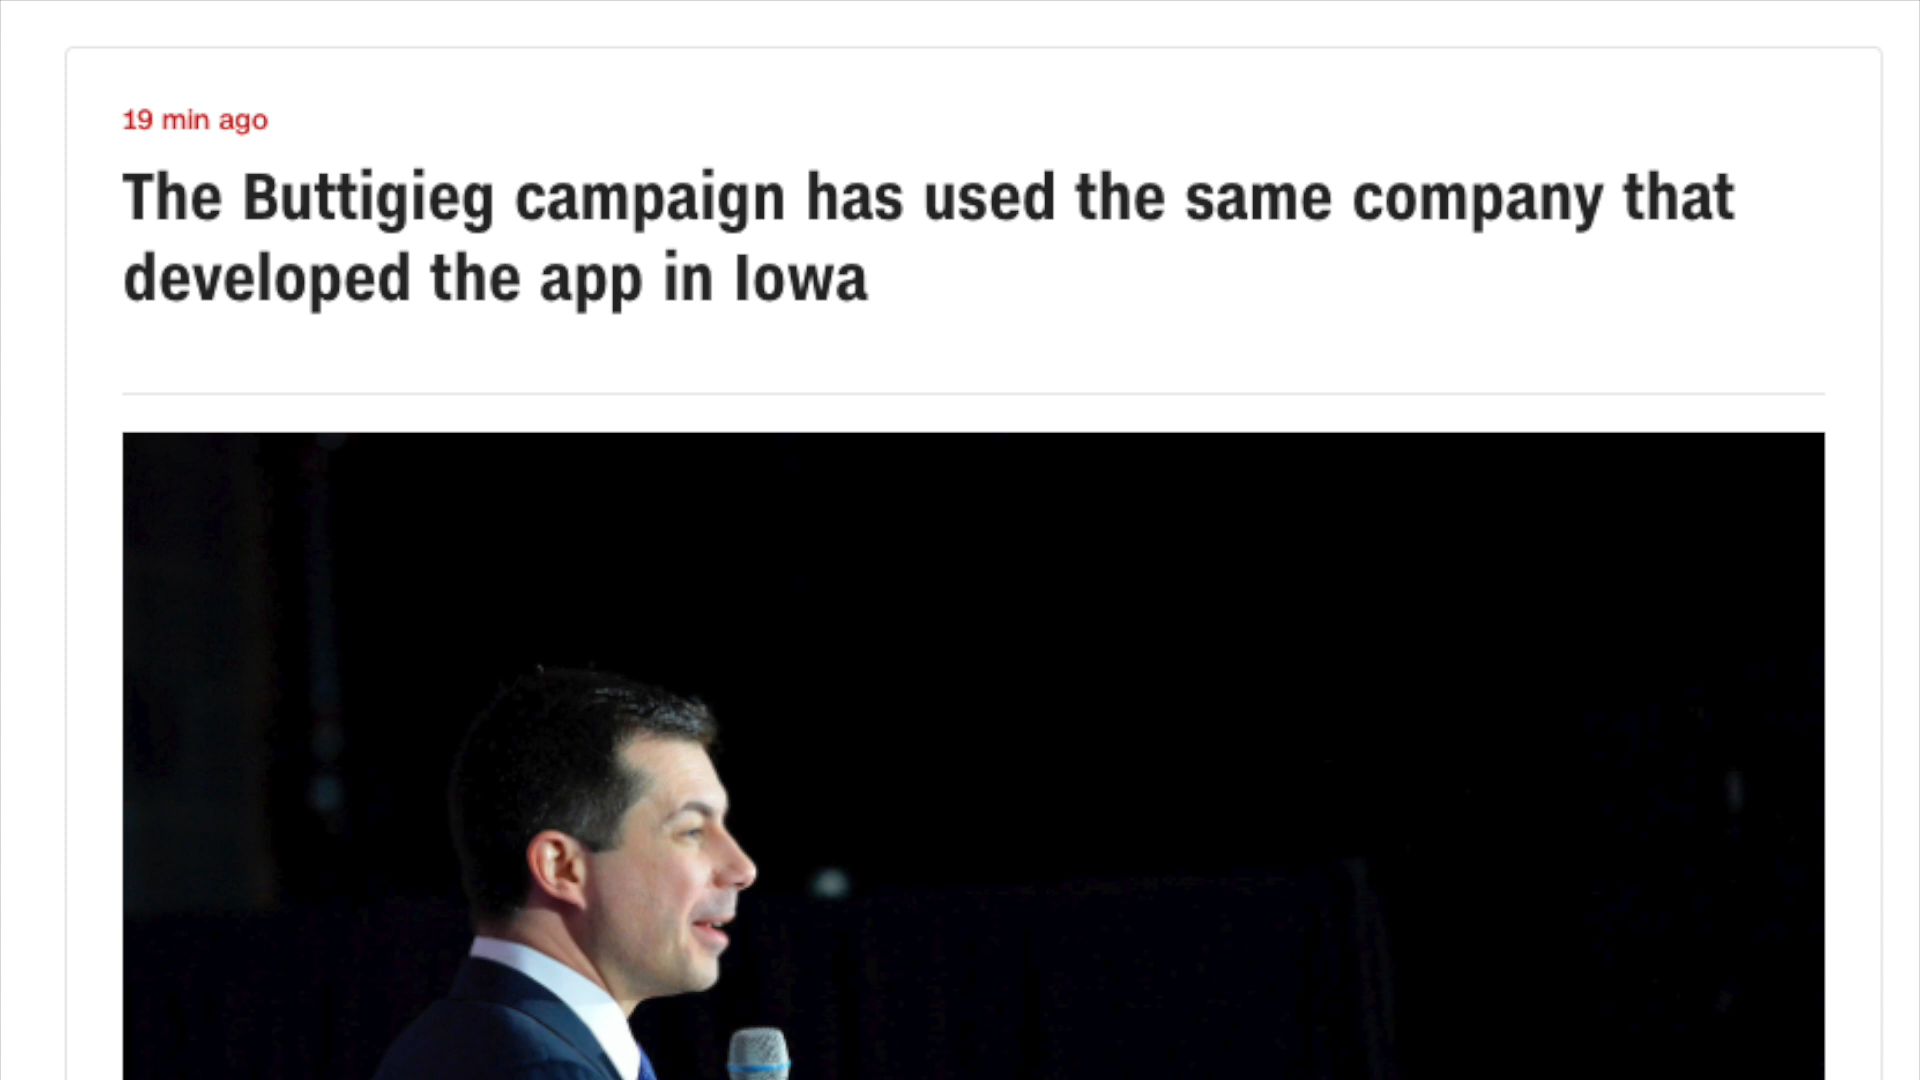 19 min ago
The Buttigieg campaign has used the same company that
developed the app in Iowa